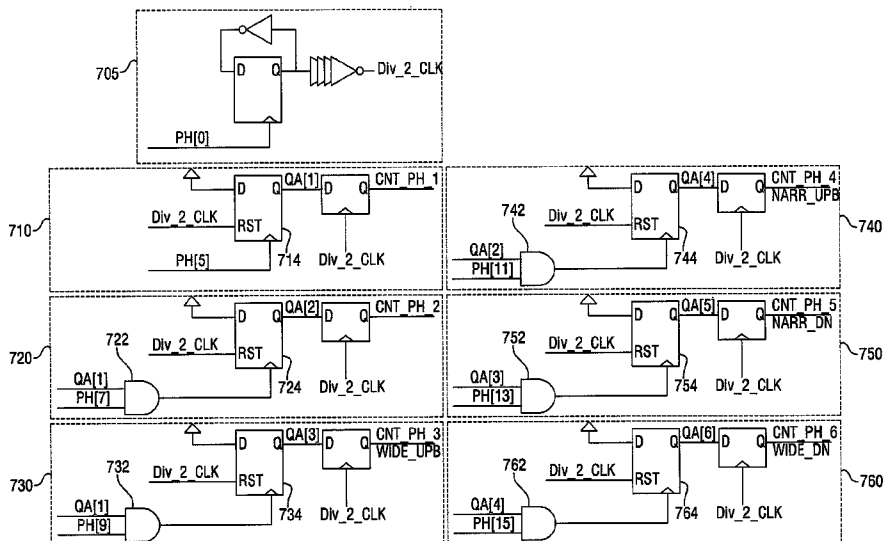 705
D Q
Div_2_CLK
PH[0]
710
D Q QA[1] D Q CNT_PH_1
Div_2_CLK RST
714
PH[5] Div_2_CLK
720
D Q QA[2] D Q CNT_PH_2
722 Div_2_CLK RST
724
QA[1]
PH[7] Div_2_CLK
730
D Q QA[3] D Q CNT_PH_3
WIDE_UPB
732 Div_2_CLK RST
734
QA[1]
PH[9] Div_2_CLK
740
D Q QA[4] D Q CNT_PH_4
NARR_UPB
742 Div_2_CLK RST
744
QA[2]
PH[11] Div_2_CLK
750
D Q QA[5] D Q CNT_PH_5
NARR_DN
752 Div_2_CLK RST
754
QA[3]
PH[13] Div_2_CLK
760
D Q QA[6] D Q CNT_PH_6
WIDE_DN
762 Div_2_CLK RST
764
QA[4]
PH[15] Div_2_CLK